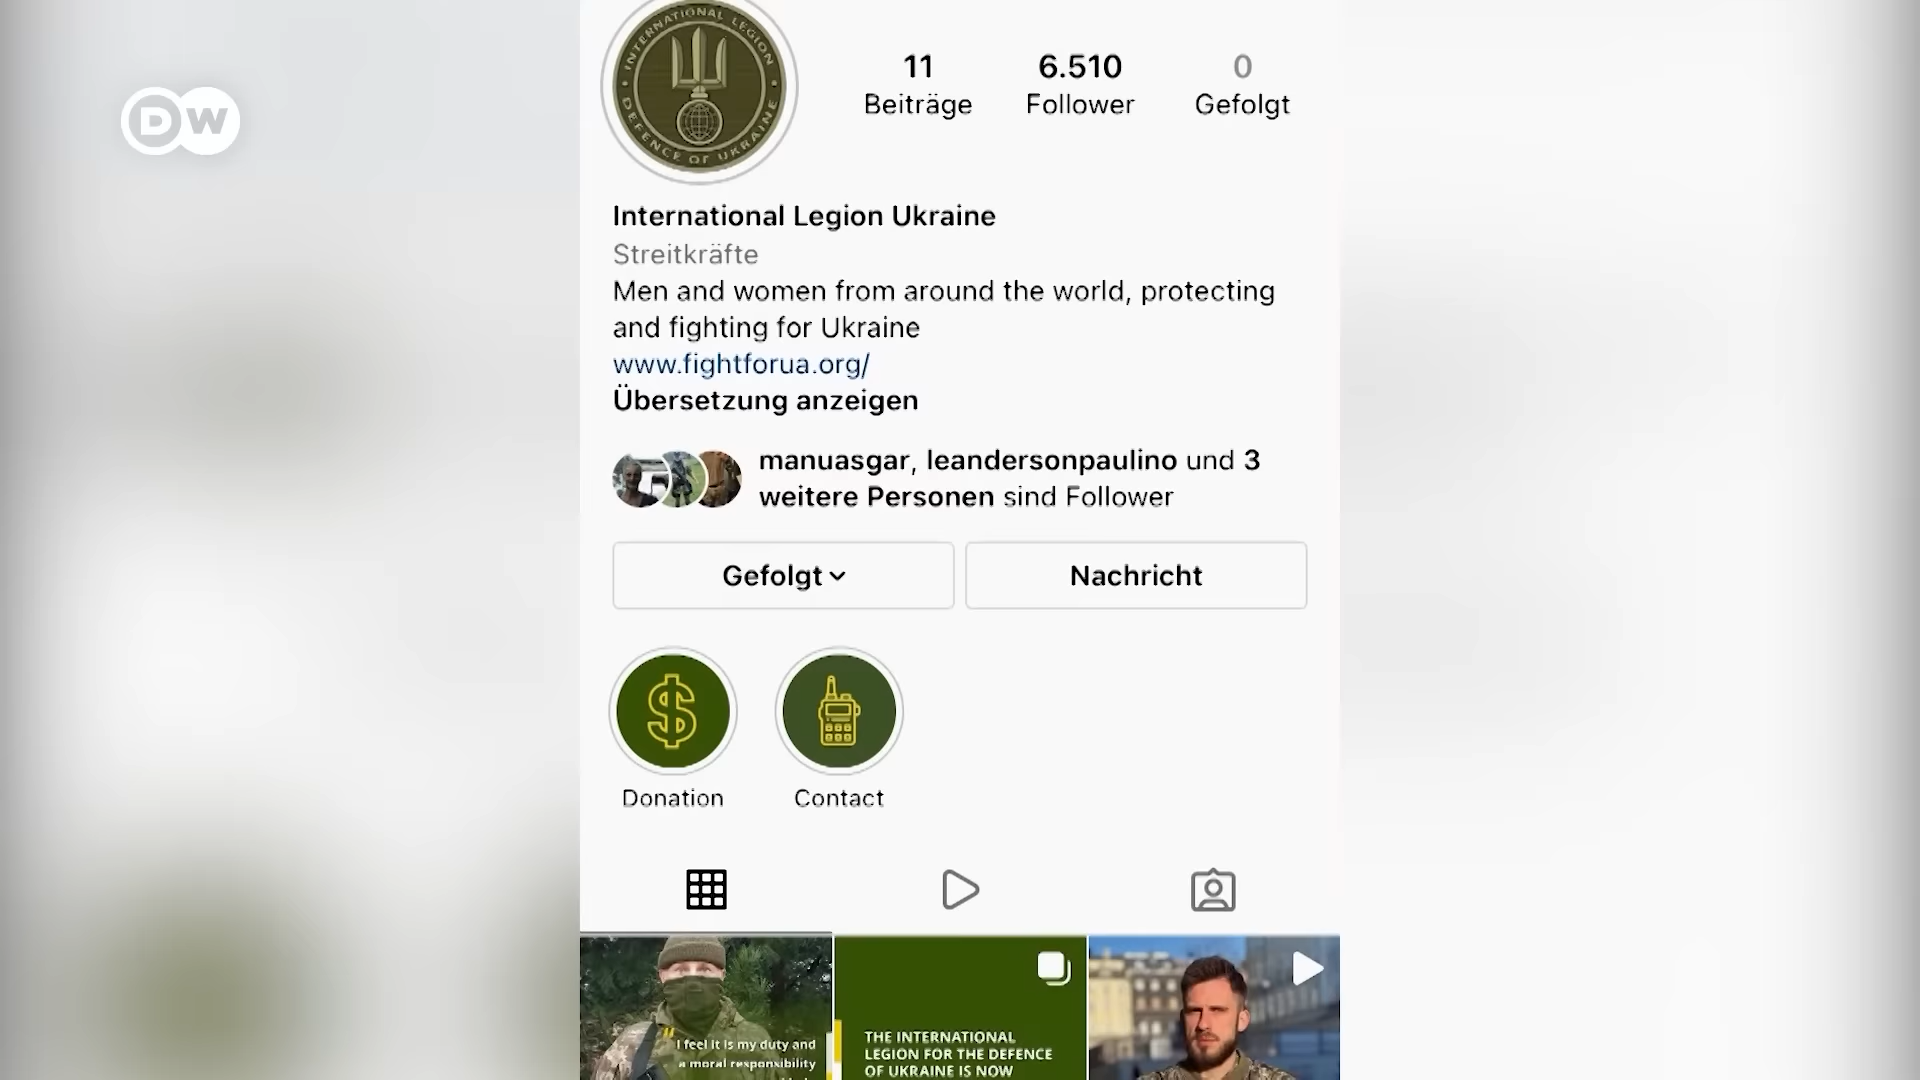 INTERNATIONAL LEGION
DEFENCE OF UKRAINE
DW
11
Beiträge
6.510
Follower
0
Gefolgt
International Legion Ukraine
Streitkräfte
Men and women from around the world, protecting
and fighting for Ukraine
www.fightforua.org/
Übersetzung anzeigen
manuasgar, leandersonpaulino und 3
weitere Personen sind Follower
Gefolgt
Nachricht
Donation
Contact
I feel it is my duty and
a moral responsibility
THE INTERNATIONAL
LEGION FOR THE DEFENCE
OF UKRAINE IS NOW